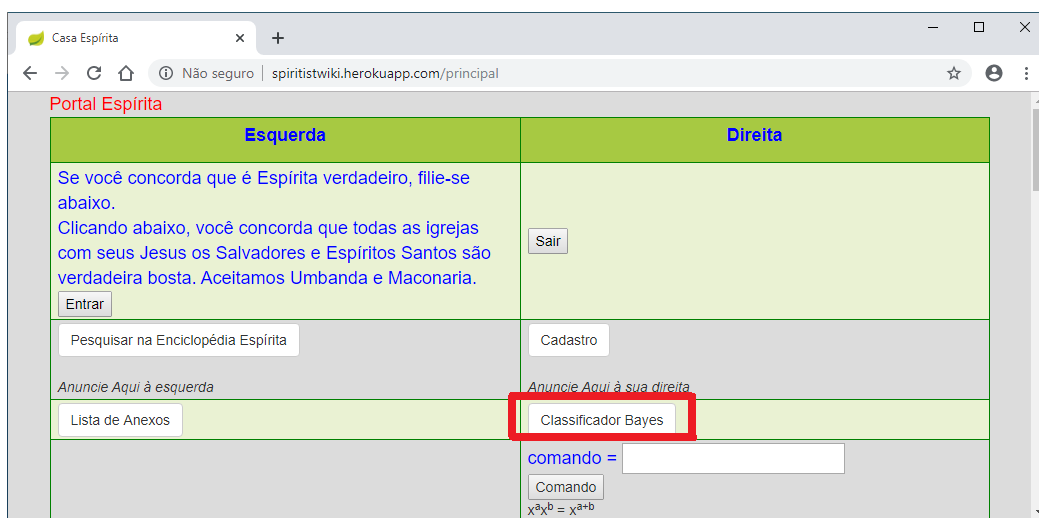 Casa Espírita
Não seguro
spiritistwiki.herokuapp.com/principal
Portal Espírita
Esquerda
Direita
Se você concorda que é Espírita verdadeiro, filie-se
abaixo.
Clicando abaixo, você concorda que todas as igrejas
com seus Jesus os Salvadores e Espíritos Santos são
verdadeira bosta. Aceitamos Umbanda e Maconaria.
Entrar
Sair
Pesquisar na Enciclopédia Espírita
Cadastro
Anuncie Aqui à esquerda
Anuncie Aqui à sua direita
Lista de Anexos
Classificador Bayes
comando =
Comando
xᵃxᵇ = xᵃ⁺ᵇ